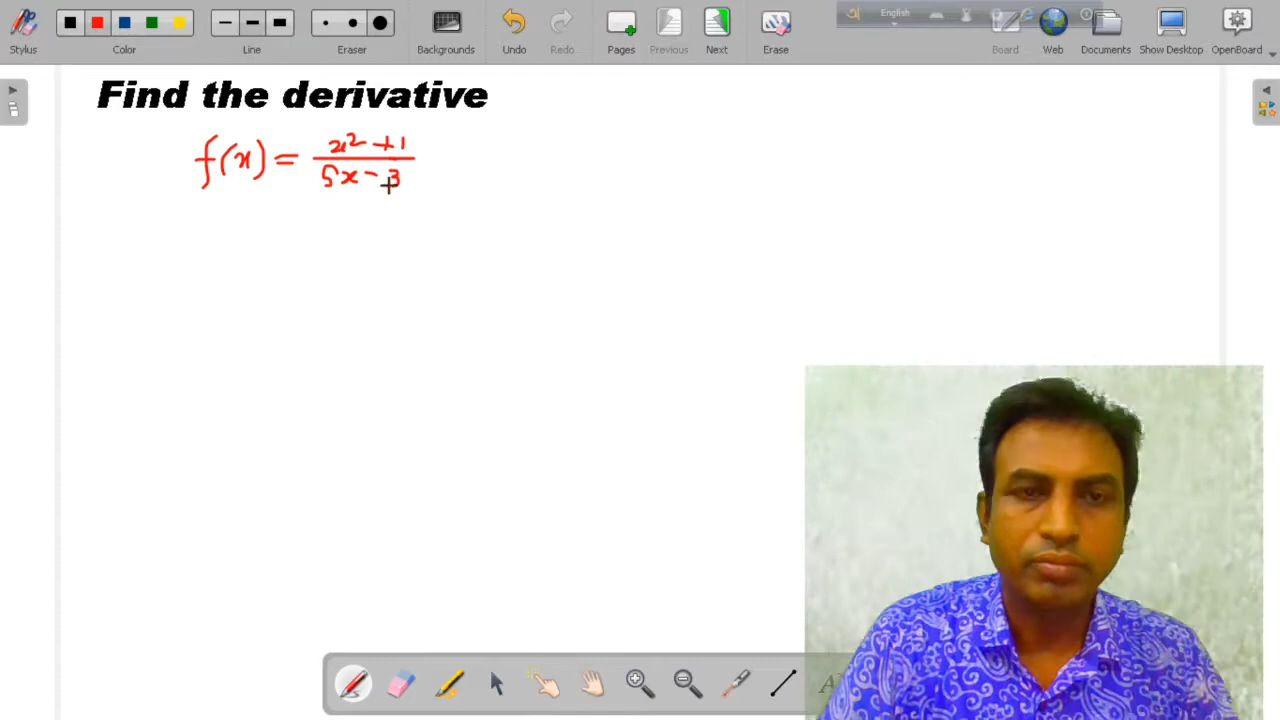 Stylus Color Line Eraser Backgrounds Undo Redo Pages Previous Next Erase Board Web Documents Show Desktop OpenBoard
English
Find the derivative
f(x) = x² + 1 / 5x - 3